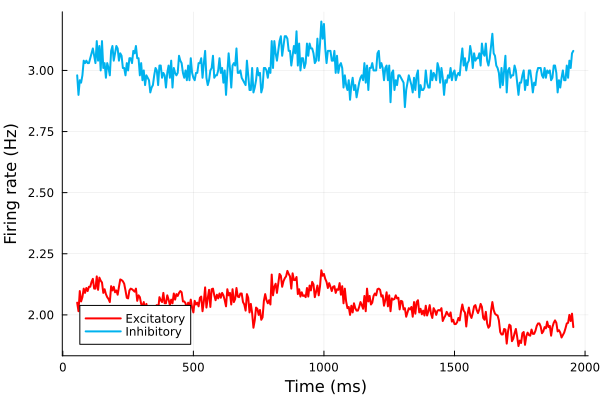 Firing rate (Hz)
3.00
2.75
2.50
2.25
2.00
Excitatory
Inhibitory
0 500 1000 1500 2000
Time (ms)